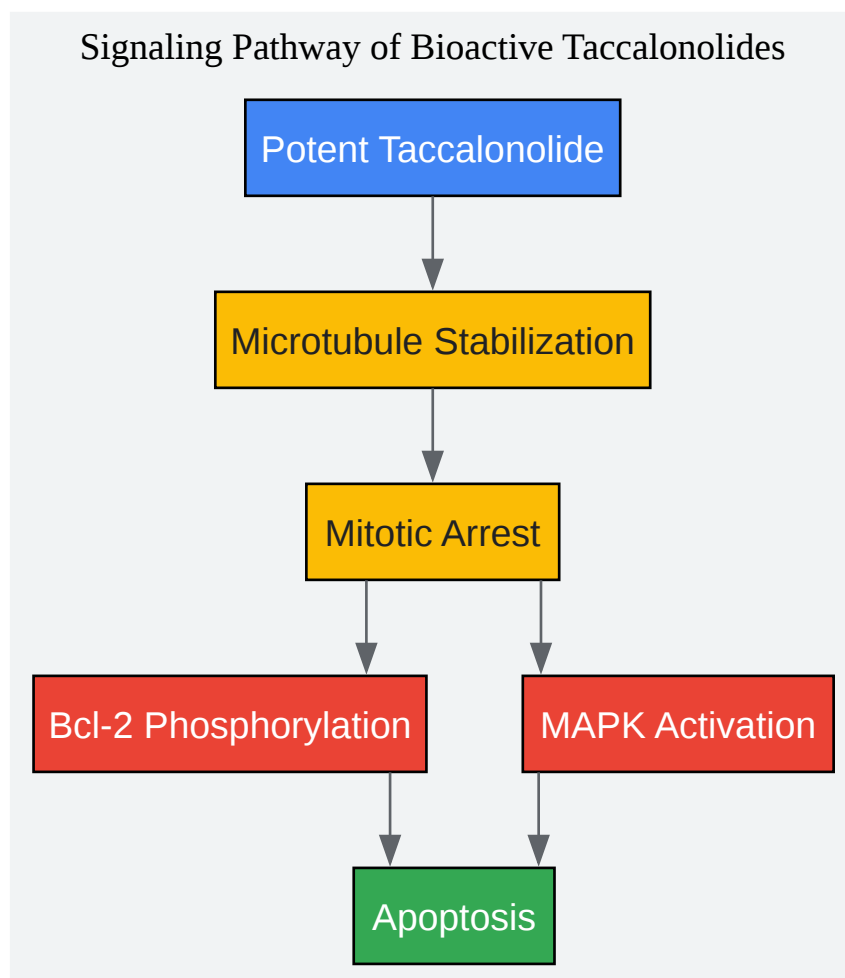 Signaling Pathway of Bioactive Taccalonolides
Potent Taccalonolide
Microtubule Stabilization
Mitotic Arrest
Bcl-2 Phosphorylation
MAPK Activation
Apoptosis